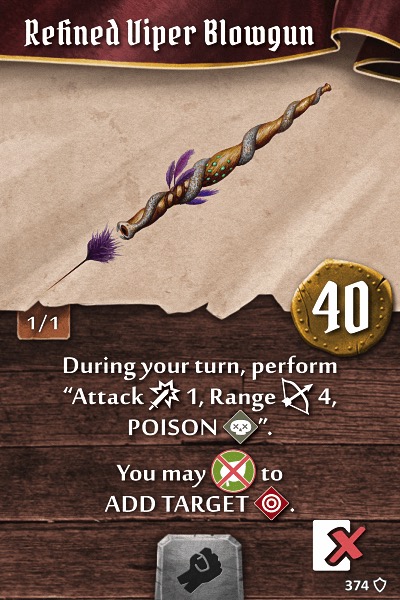 Refined Viper Blowgun
1/1
40
During your turn, perform
“Attack 1, Range 4,
POISON ”.
You may to
ADD TARGET .
374